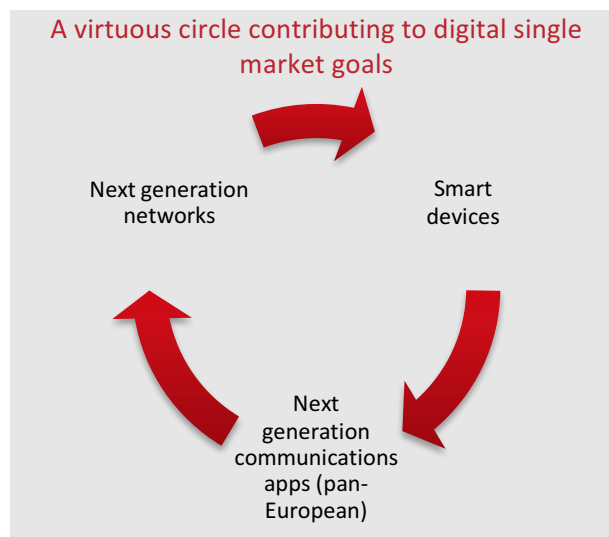 A virtuous circle contributing to digital single
market goals
Next generation
networks
Smart
devices
Next
generation
communications
apps (pan-
European)